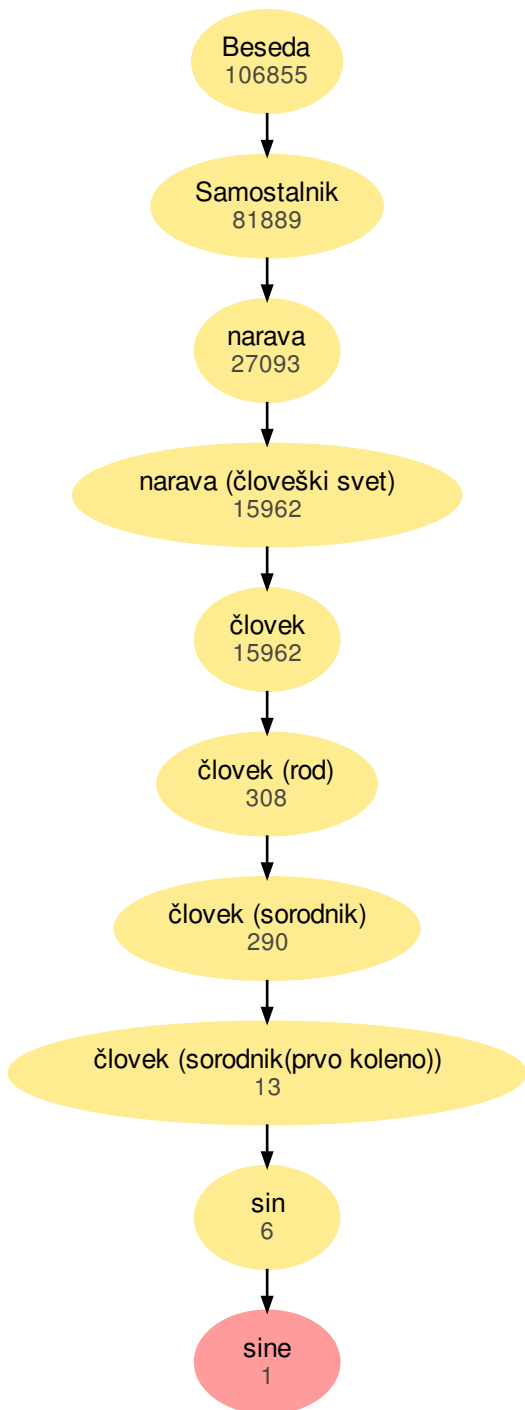 Beseda
106855
Samostalnik
81889
narava
27093
narava (človeški svet)
15962
človek
15962
človek (rod)
308
človek (sorodnik)
290
človek (sorodnik(prvo koleno))
13
sin
6
sine
1